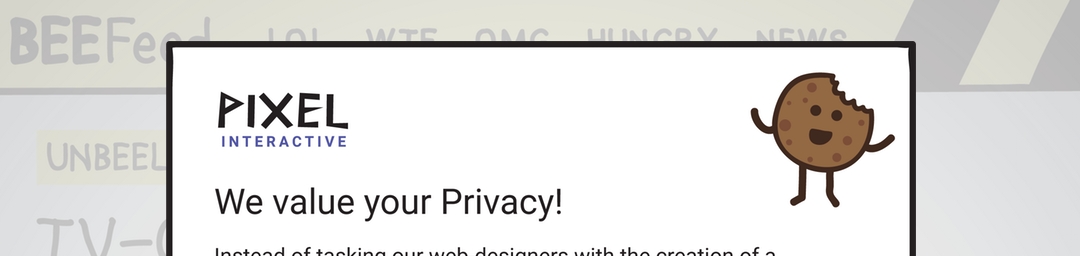 BEEFeed LOL WTF OMG HUNGRY NEWS
PIXEL
INTERACTIVE
UNBEEL
We value your Privacy!
TV-
Instead of tasking our web designers with the creation of a